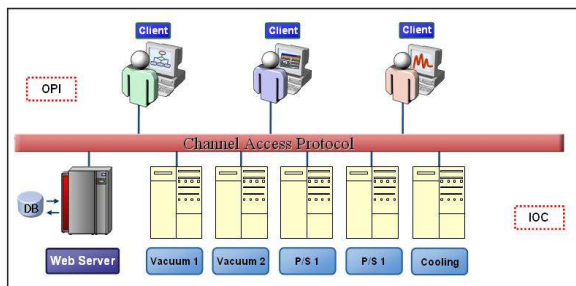 Client Client Client
OPI
Channel Access Protocol
DB
IOC
Web Server Vacuum 1 Vacuum 2 P/S 1 P/S 1 Cooling